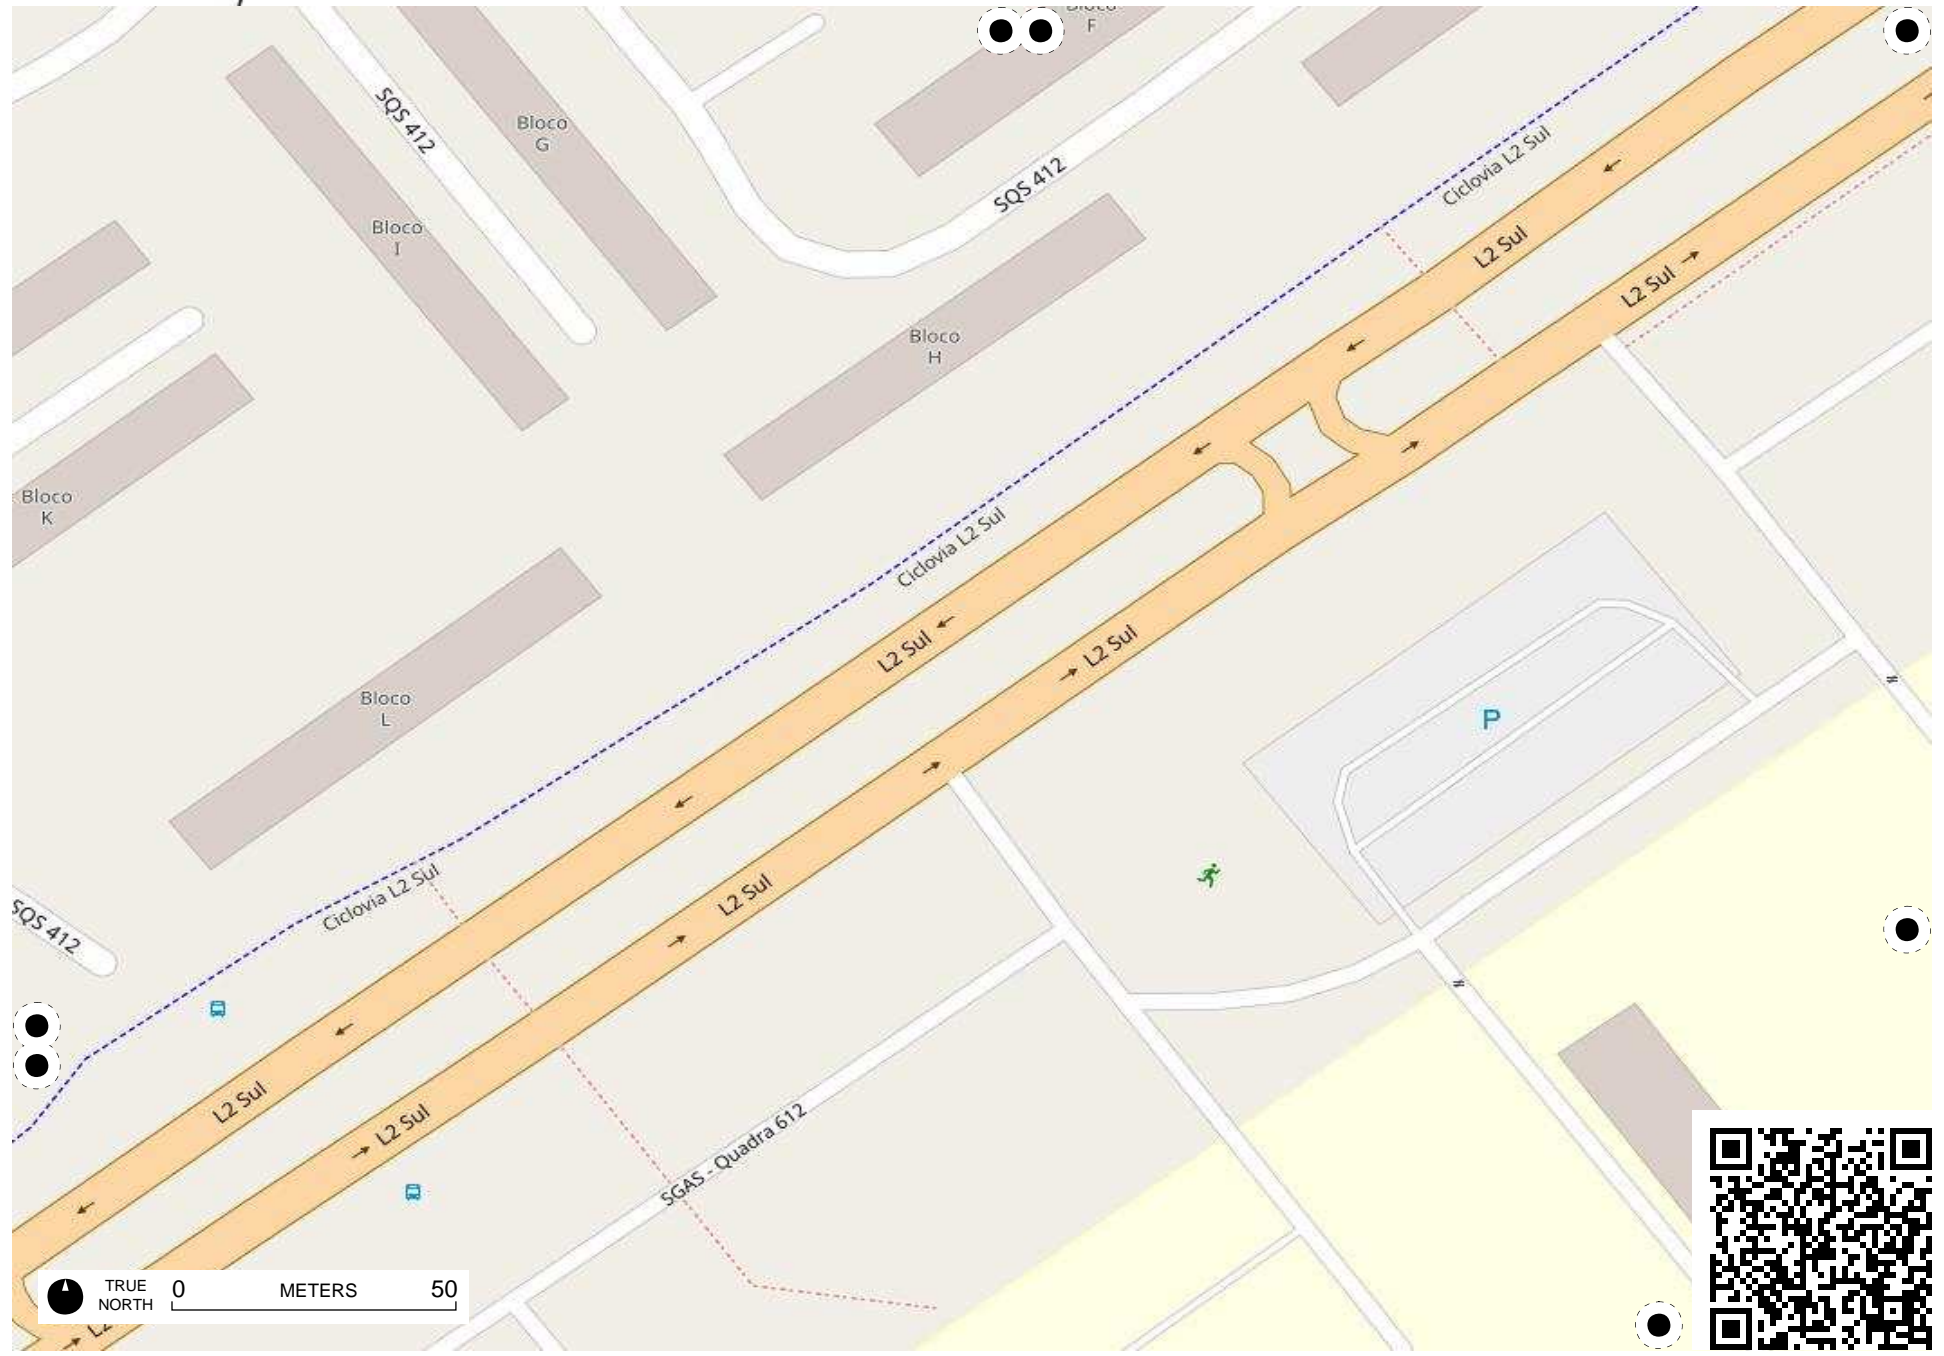 Bloco
F
SQS 412
Bloco
G
Ciclovia L2 Sul
SQS 412
Bloco
I
L2 Sul
L2 Sul
Bloco
H
Bloco
K
Ciclovia L2 Sul
L2 Sul
L2 Sul
Bloco
L
P
Ciclovia L2 Sul
L2 Sul
SQS 412
L2 Sul
L2 Sul
SGAS - Quadra 612
TRUE
NORTH
0
METERS
50
L2